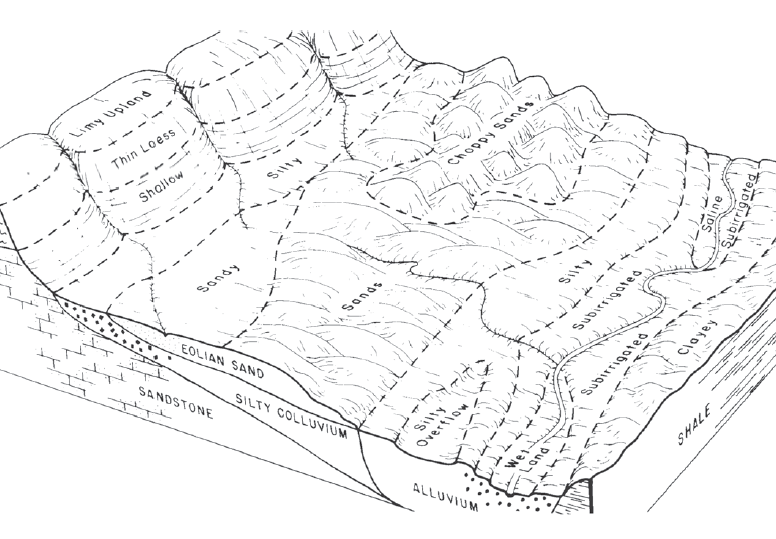 Limy Upland
Thin Loess
Shallow
Silty
Choppy Sands
Saline
Subirrigated
Sandy
Sands
Silty
Subirrigated
Subirrigated
Clayey
Silty
Overflow
Wet
Land
EOLIAN SAND
SANDSTONE
SILTY COLLUVIUM
ALLUVIUM
SHALE